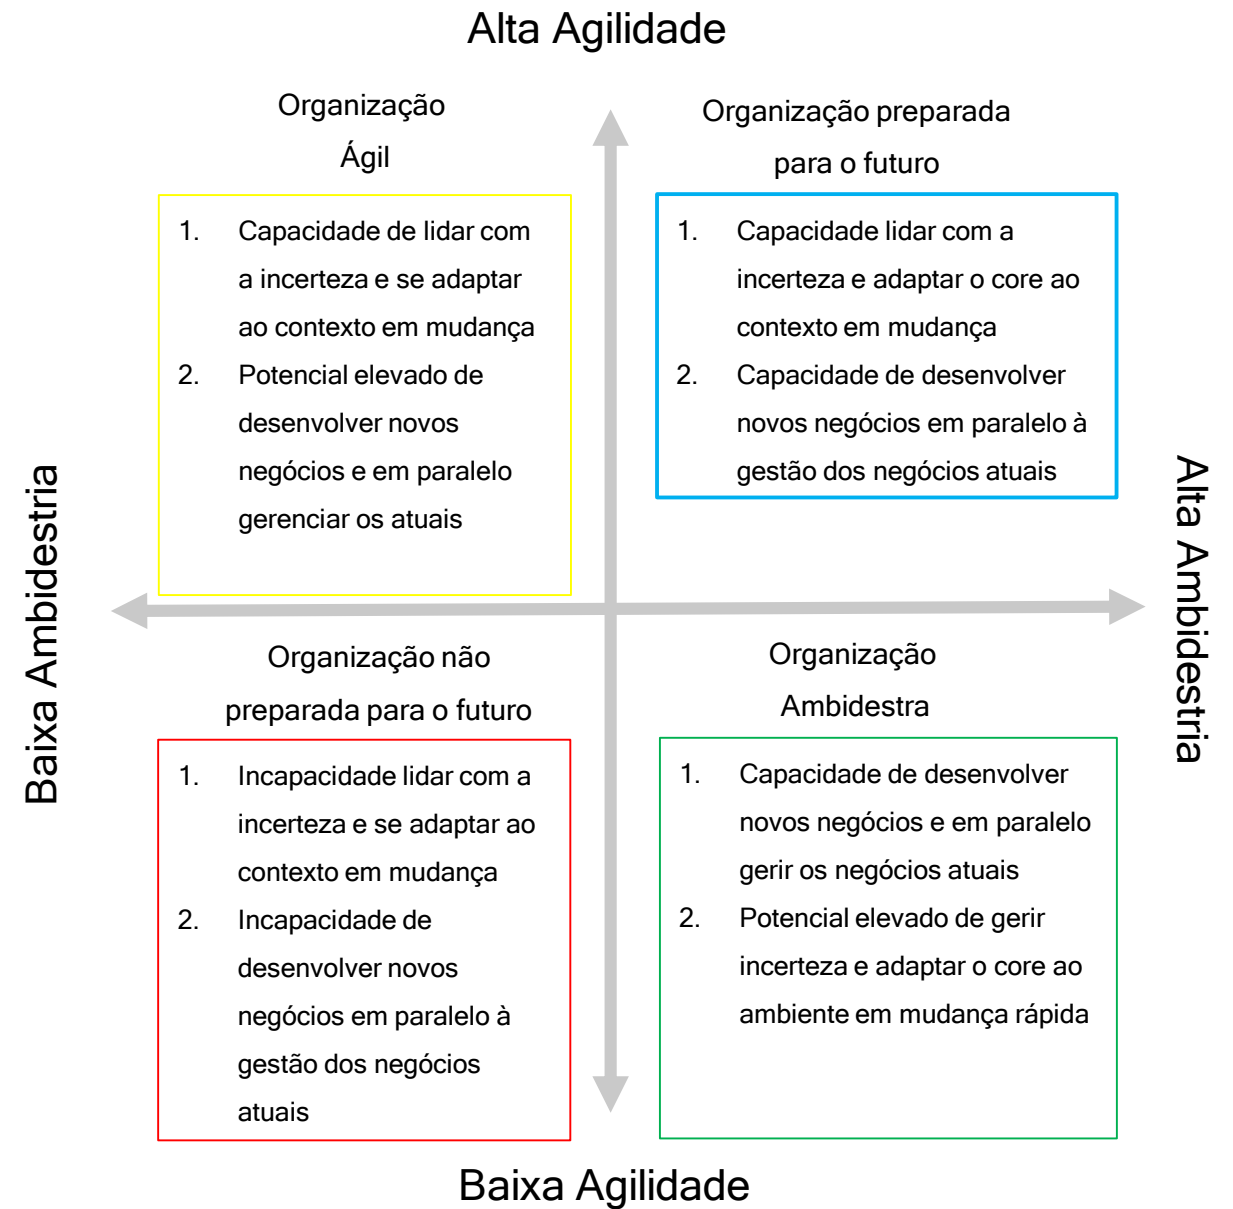 Alta Agilidade
Organização
Ágil
1. Capacidade de lidar com
a incerteza e se adaptar
ao contexto em mudança
2. Potencial elevado de
desenvolver novos
negócios e em paralelo
gerenciar os atuais
Organização preparada
para o futuro
1. Capacidade lidar com a
incerteza e adaptar o core ao
contexto em mudança
2. Capacidade de desenvolver
novos negócios em paralelo à
gestão dos negócios atuais
Baixa Ambidestria
Alta Ambidestria
Organização não
preparada para o futuro
1. Incapacidade lidar com a
incerteza e se adaptar ao
contexto em mudança
2. Incapacidade de
desenvolver novos
negócios em paralelo à
gestão dos negócios
atuais
Organização
Ambidestra
1. Capacidade de desenvolver
novos negócios e em paralelo
gerir os negócios atuais
2. Potencial elevado de gerir
incerteza e adaptar o core ao
ambiente em mudança rápida
Baixa Agilidade